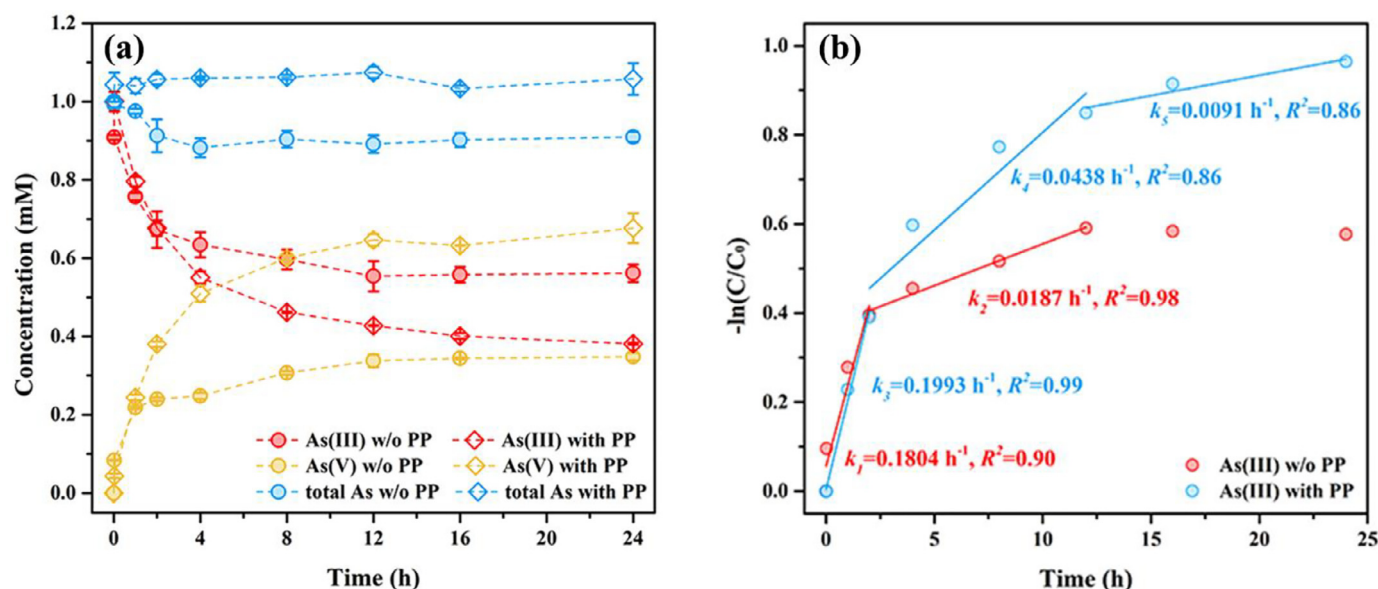 (a)
1.2
1.0
0.8
0.6
0.4
0.2
0.0
Concentration (mM)
0 4 8 12 16 20 24
Time (h)
As(III) w/o PP As(III) with PP
As(V) w/o PP As(V) with PP
total As w/o PP total As with PP
(b)
1.0
0.8
0.6
0.4
0.2
0.0
-ln(C/C₀)
0 5 10 15 20 25
Time (h)
k₅=0.0091 h⁻¹, R²=0.86
k₄=0.0438 h⁻¹, R²=0.86
k₂=0.0187 h⁻¹, R²=0.98
k₃=0.1993 h⁻¹, R²=0.99
k₁=0.1804 h⁻¹, R²=0.90
As(III) w/o PP
As(III) with PP